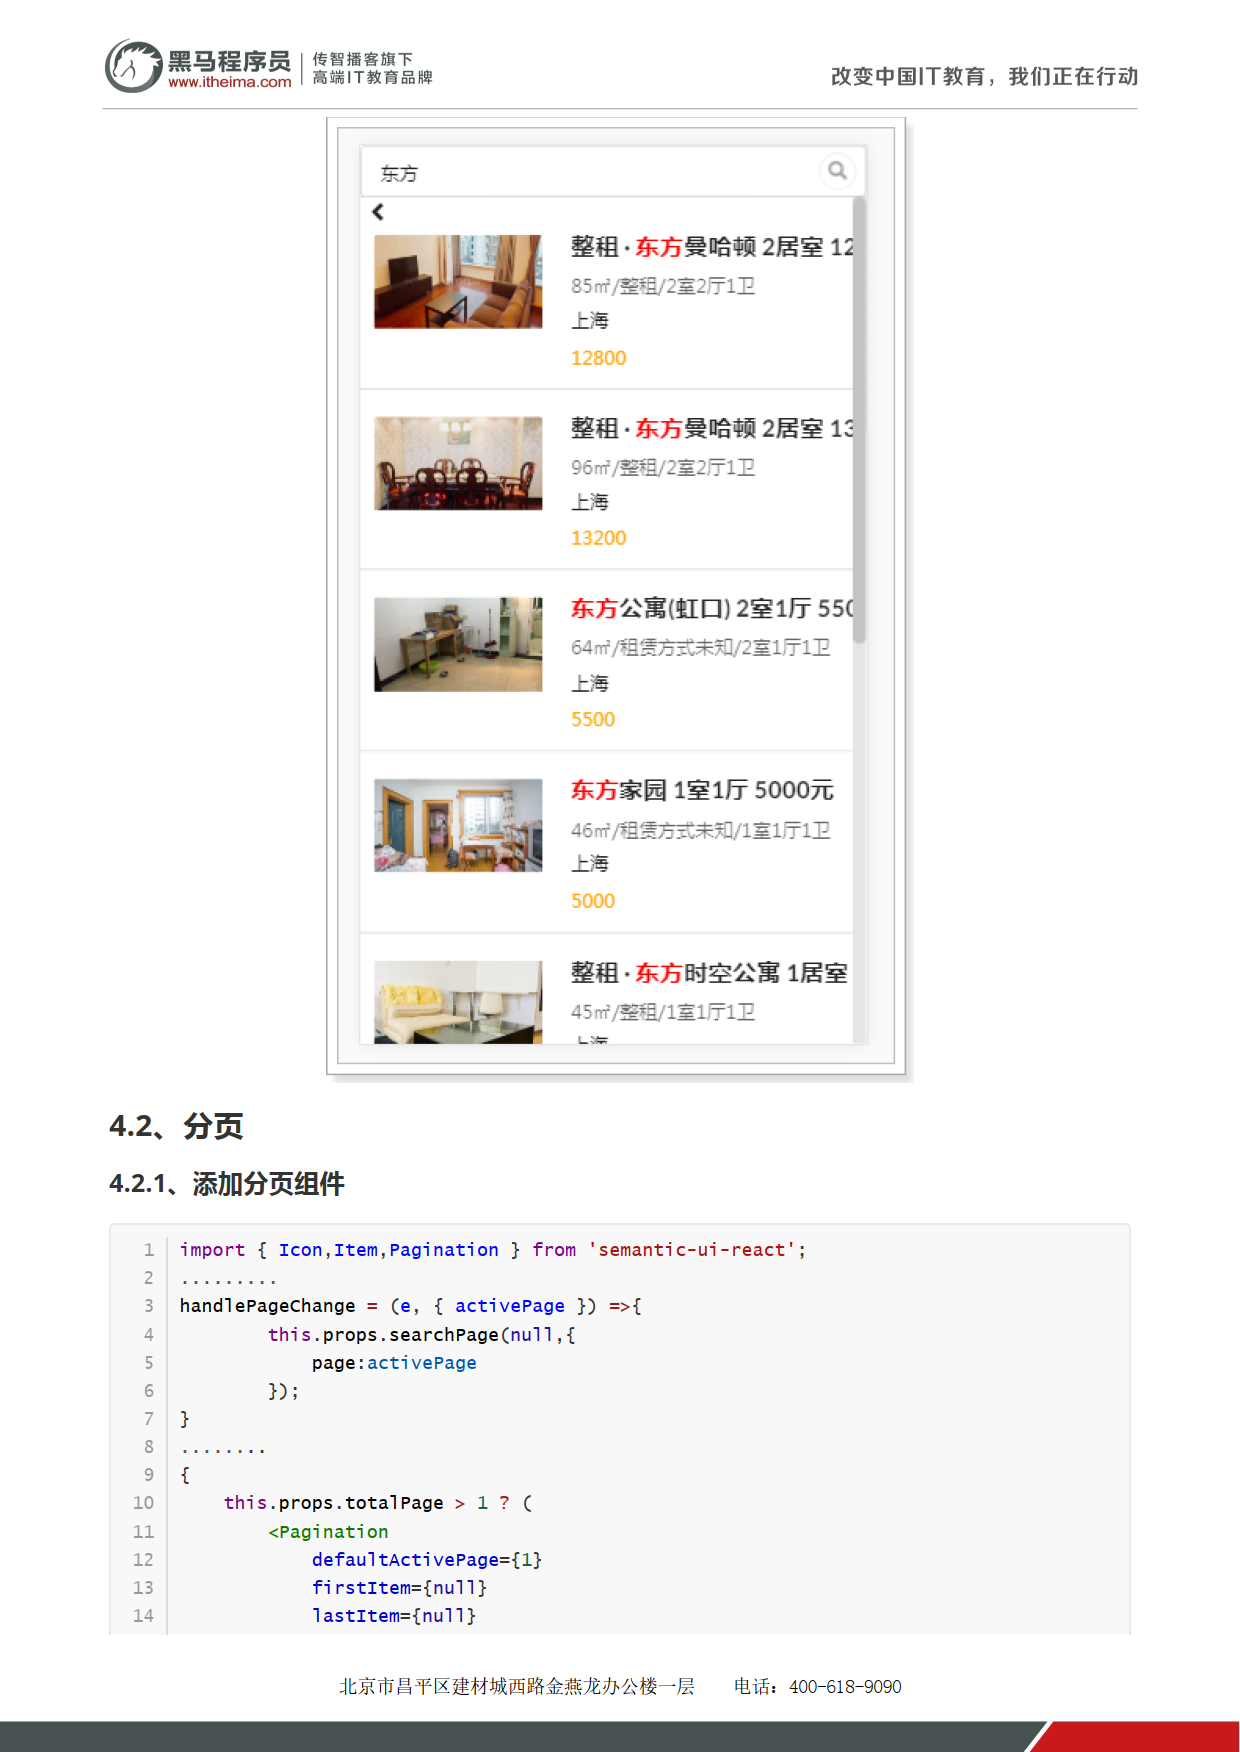 黑马程序员
www.itheima.com
传智播客旗下
高端IT教育品牌
改变中国IT教育，我们正在行动
东方
整租·东方曼哈顿 2居室 12
85㎡/整租/2室2厅1卫
上海
12800
整租·东方曼哈顿 2居室 13
96㎡/整租/2室2厅1卫
上海
13200
东方公寓(虹口) 2室1厅 550
64㎡/租赁方式未知/2室1厅1卫
上海
5500
东方家园 1室1厅 5000元
46㎡/租赁方式未知/1室1厅1卫
上海
5000
整租·东方时空公寓 1居室
45㎡/整租/1室1厅1卫
上海
4.2、分页
4.2.1、添加分页组件
1 import { Icon,Item,Pagination } from 'semantic-ui-react';
2 .........
3 handlePageChange = (e, { activePage }) =>{
4         this.props.searchPage(null,{
5             page:activePage
6         });
7 }
8 ........
9 {
10     this.props.totalPage > 1 ? (
11         <Pagination
12             defaultActivePage={1}
13             firstItem={null}
14             lastItem={null}
北京市昌平区建材城西路金燕龙办公楼一层 电话：400-618-9090